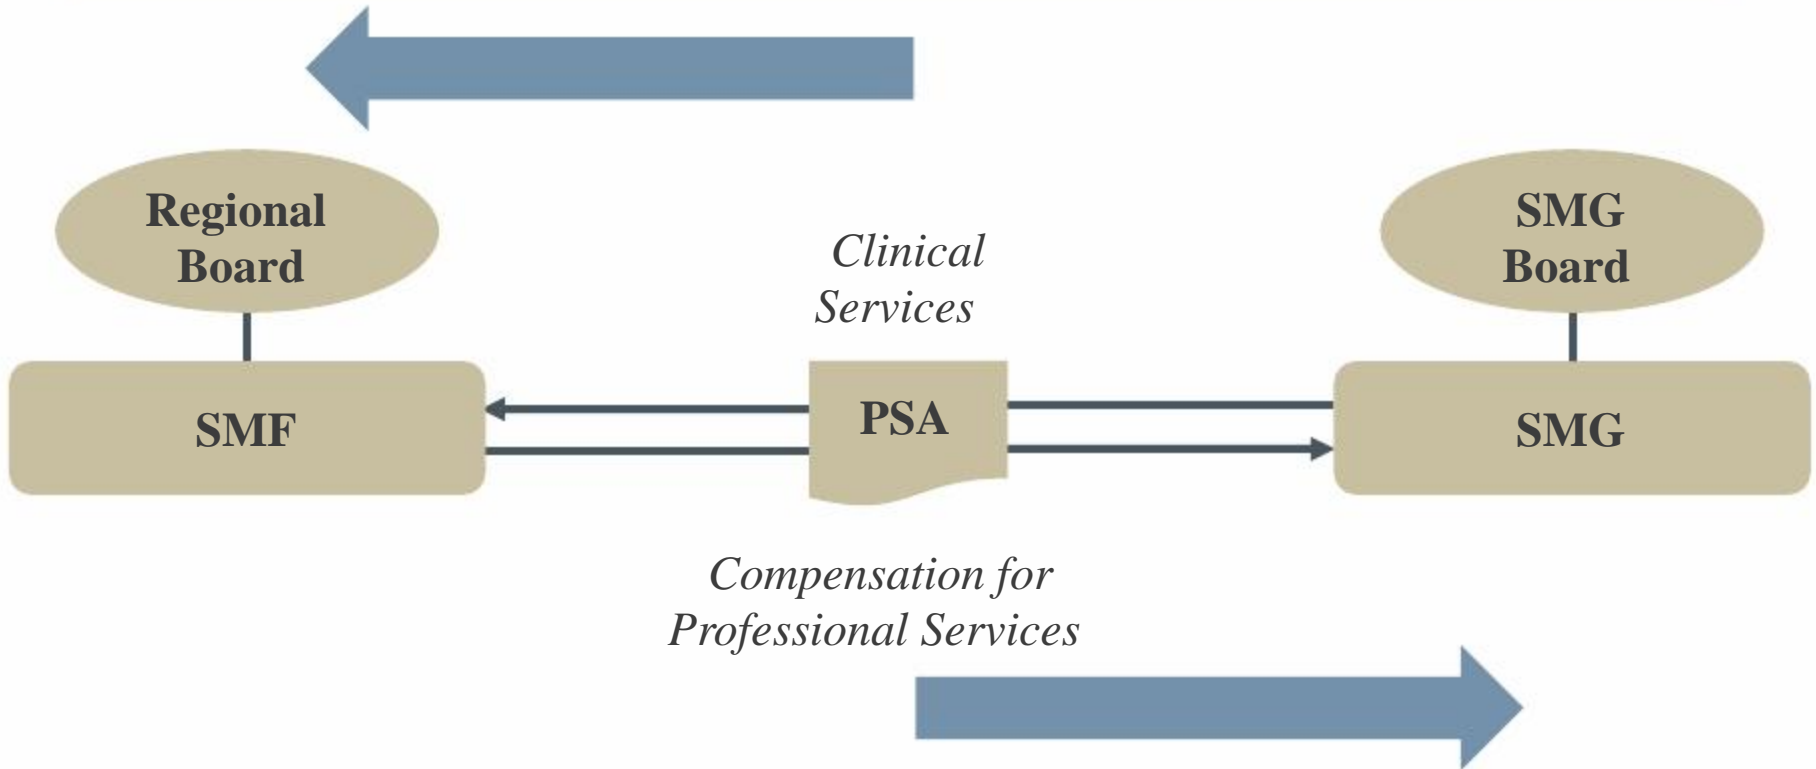 Regional
Board
SMG
Board
Clinical
Services
SMF
PSA
SMG
Compensation for
Professional Services